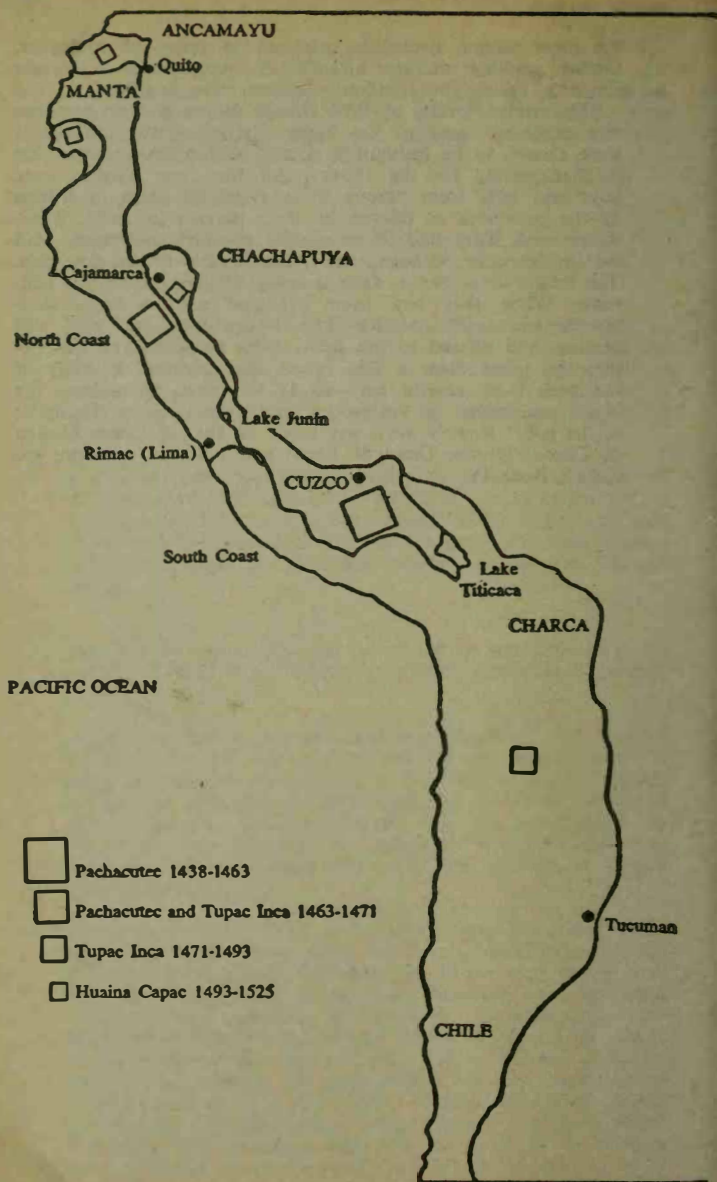 ANCAMAYU
Quito
MANTA
CHACHAPUYA
Cajamarca
North Coast
Lake Junín
Rimac (Lima)
CUZCO
South Coast
Lake
Titicaca
CHARCA
PACIFIC OCEAN
Pachacutec 1438-1463
Pachacutec and Tupac Inca 1463-1471
Tucuman
Tupac Inca 1471-1493
Huaina Capac 1493-1525
CHILE